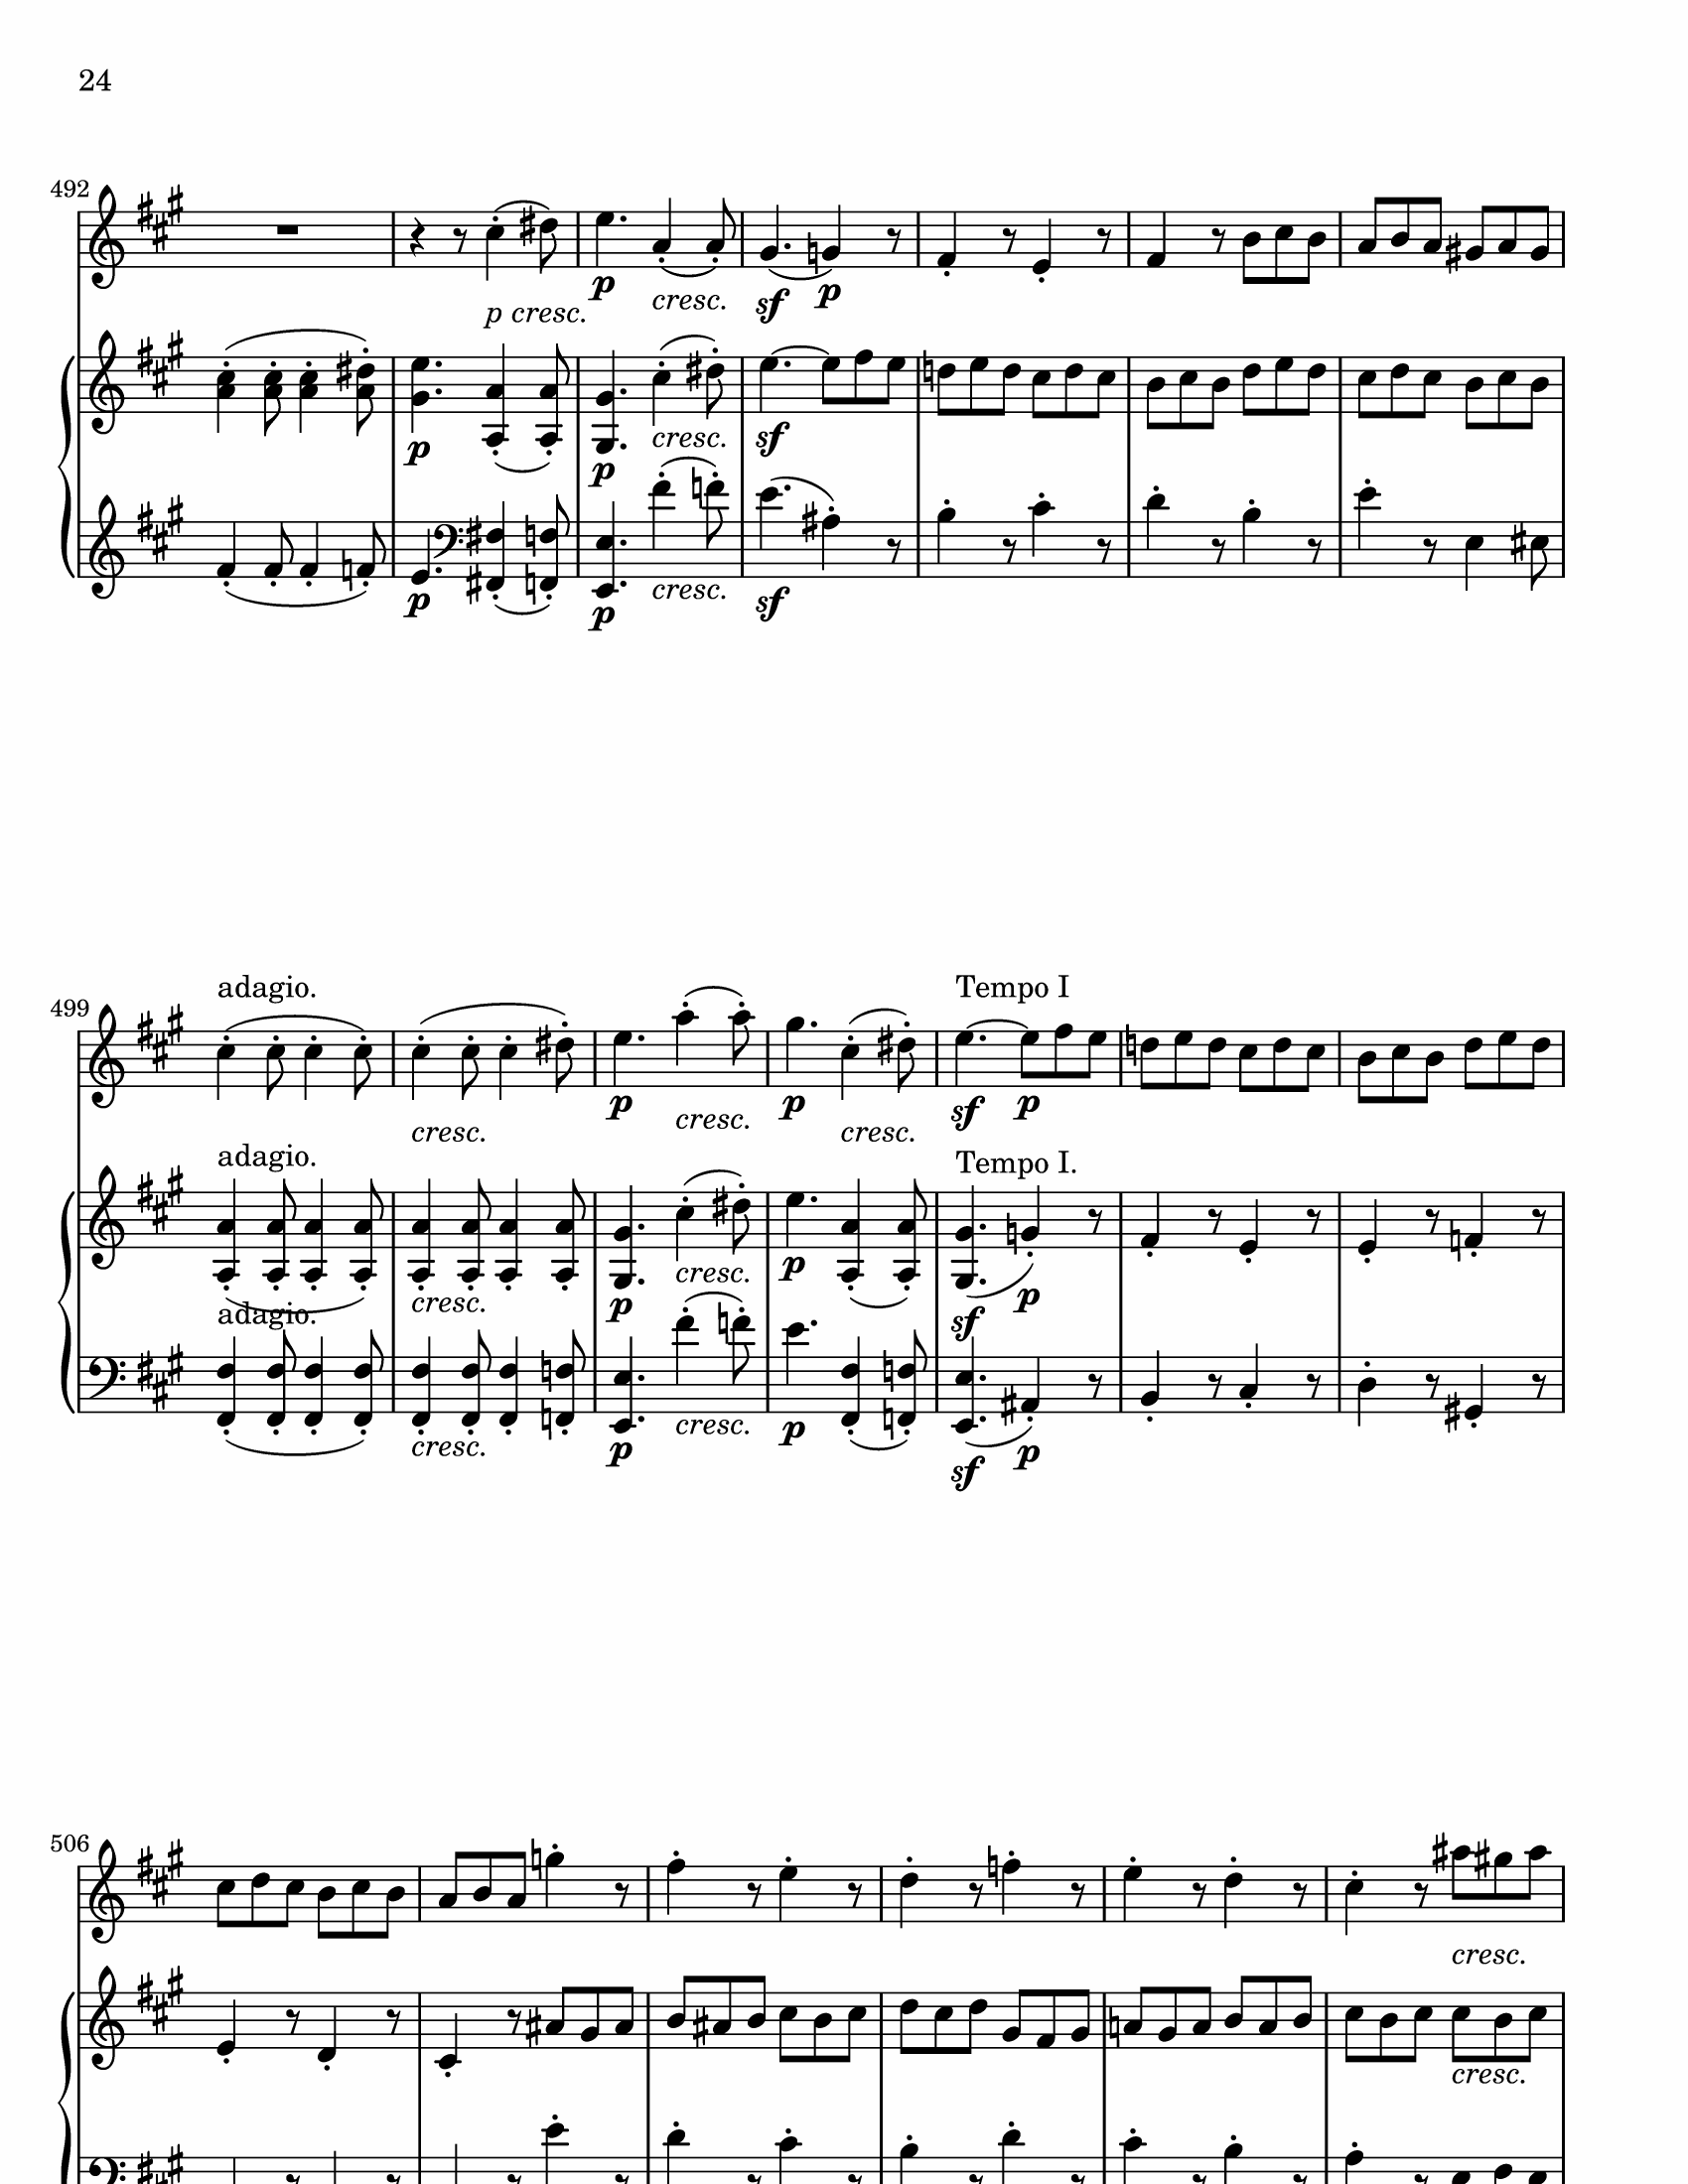 24
492
p cresc.
p cresc. sf p
p p cresc. sf
p p cresc. sf
adagio. Tempo I
499
cresc. p cresc. p cresc. sf p
adagio. Tempo I.
cresc. p cresc. p sf p
adagio.
cresc. p cresc. p sf p
506
cresc.
cresc.